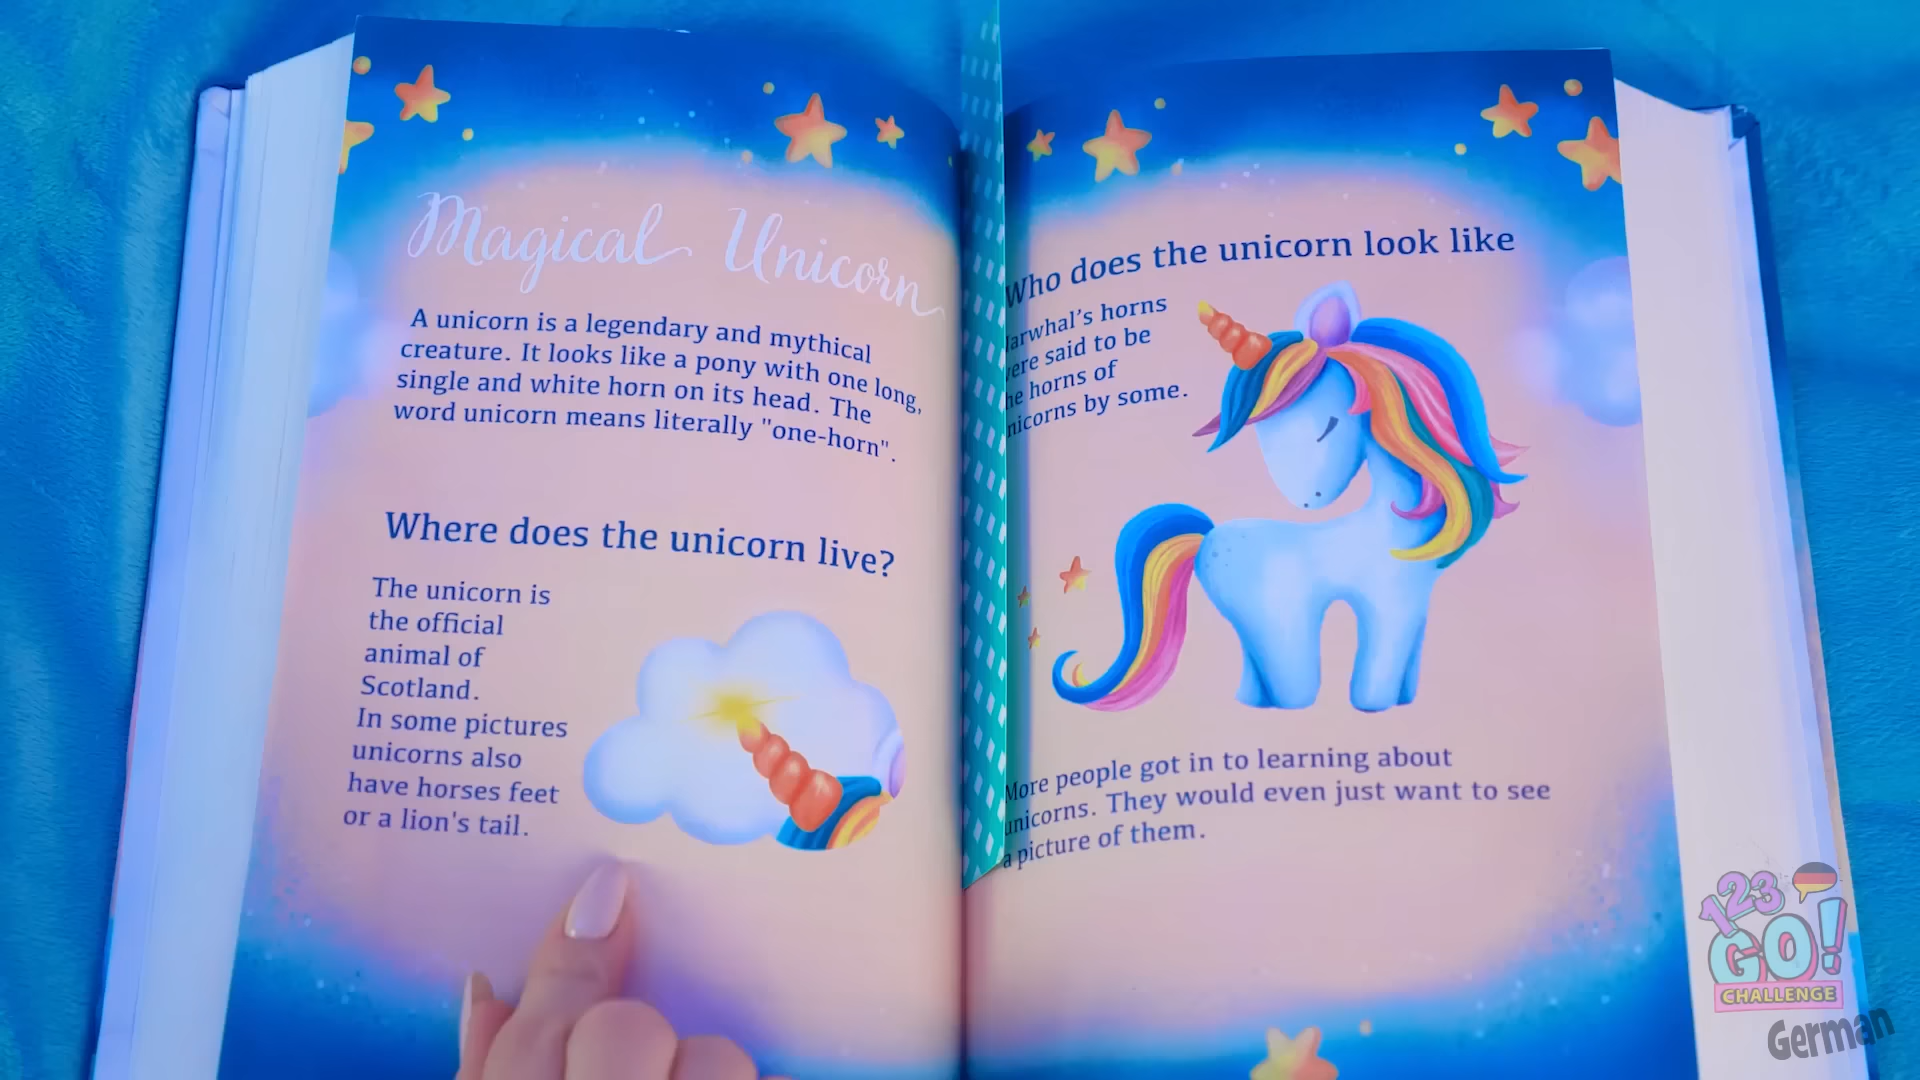 Magical Unicorn
A unicorn is a legendary and mythical
creature. It looks like a pony with one long,
single and white horn on its head. The
word unicorn means literally "one-horn".
Where does the unicorn live?
The unicorn is
the official
animal of
Scotland.
In some pictures
unicorns also
have horses feet
or a lion's tail.
Who does the unicorn look like
arwhal's horns
ere said to be
he horns of
nicorns by some.
More people got in to learning about
unicorns. They would even just want to see
a picture of them.
123
GO!
CHALLENGE
German